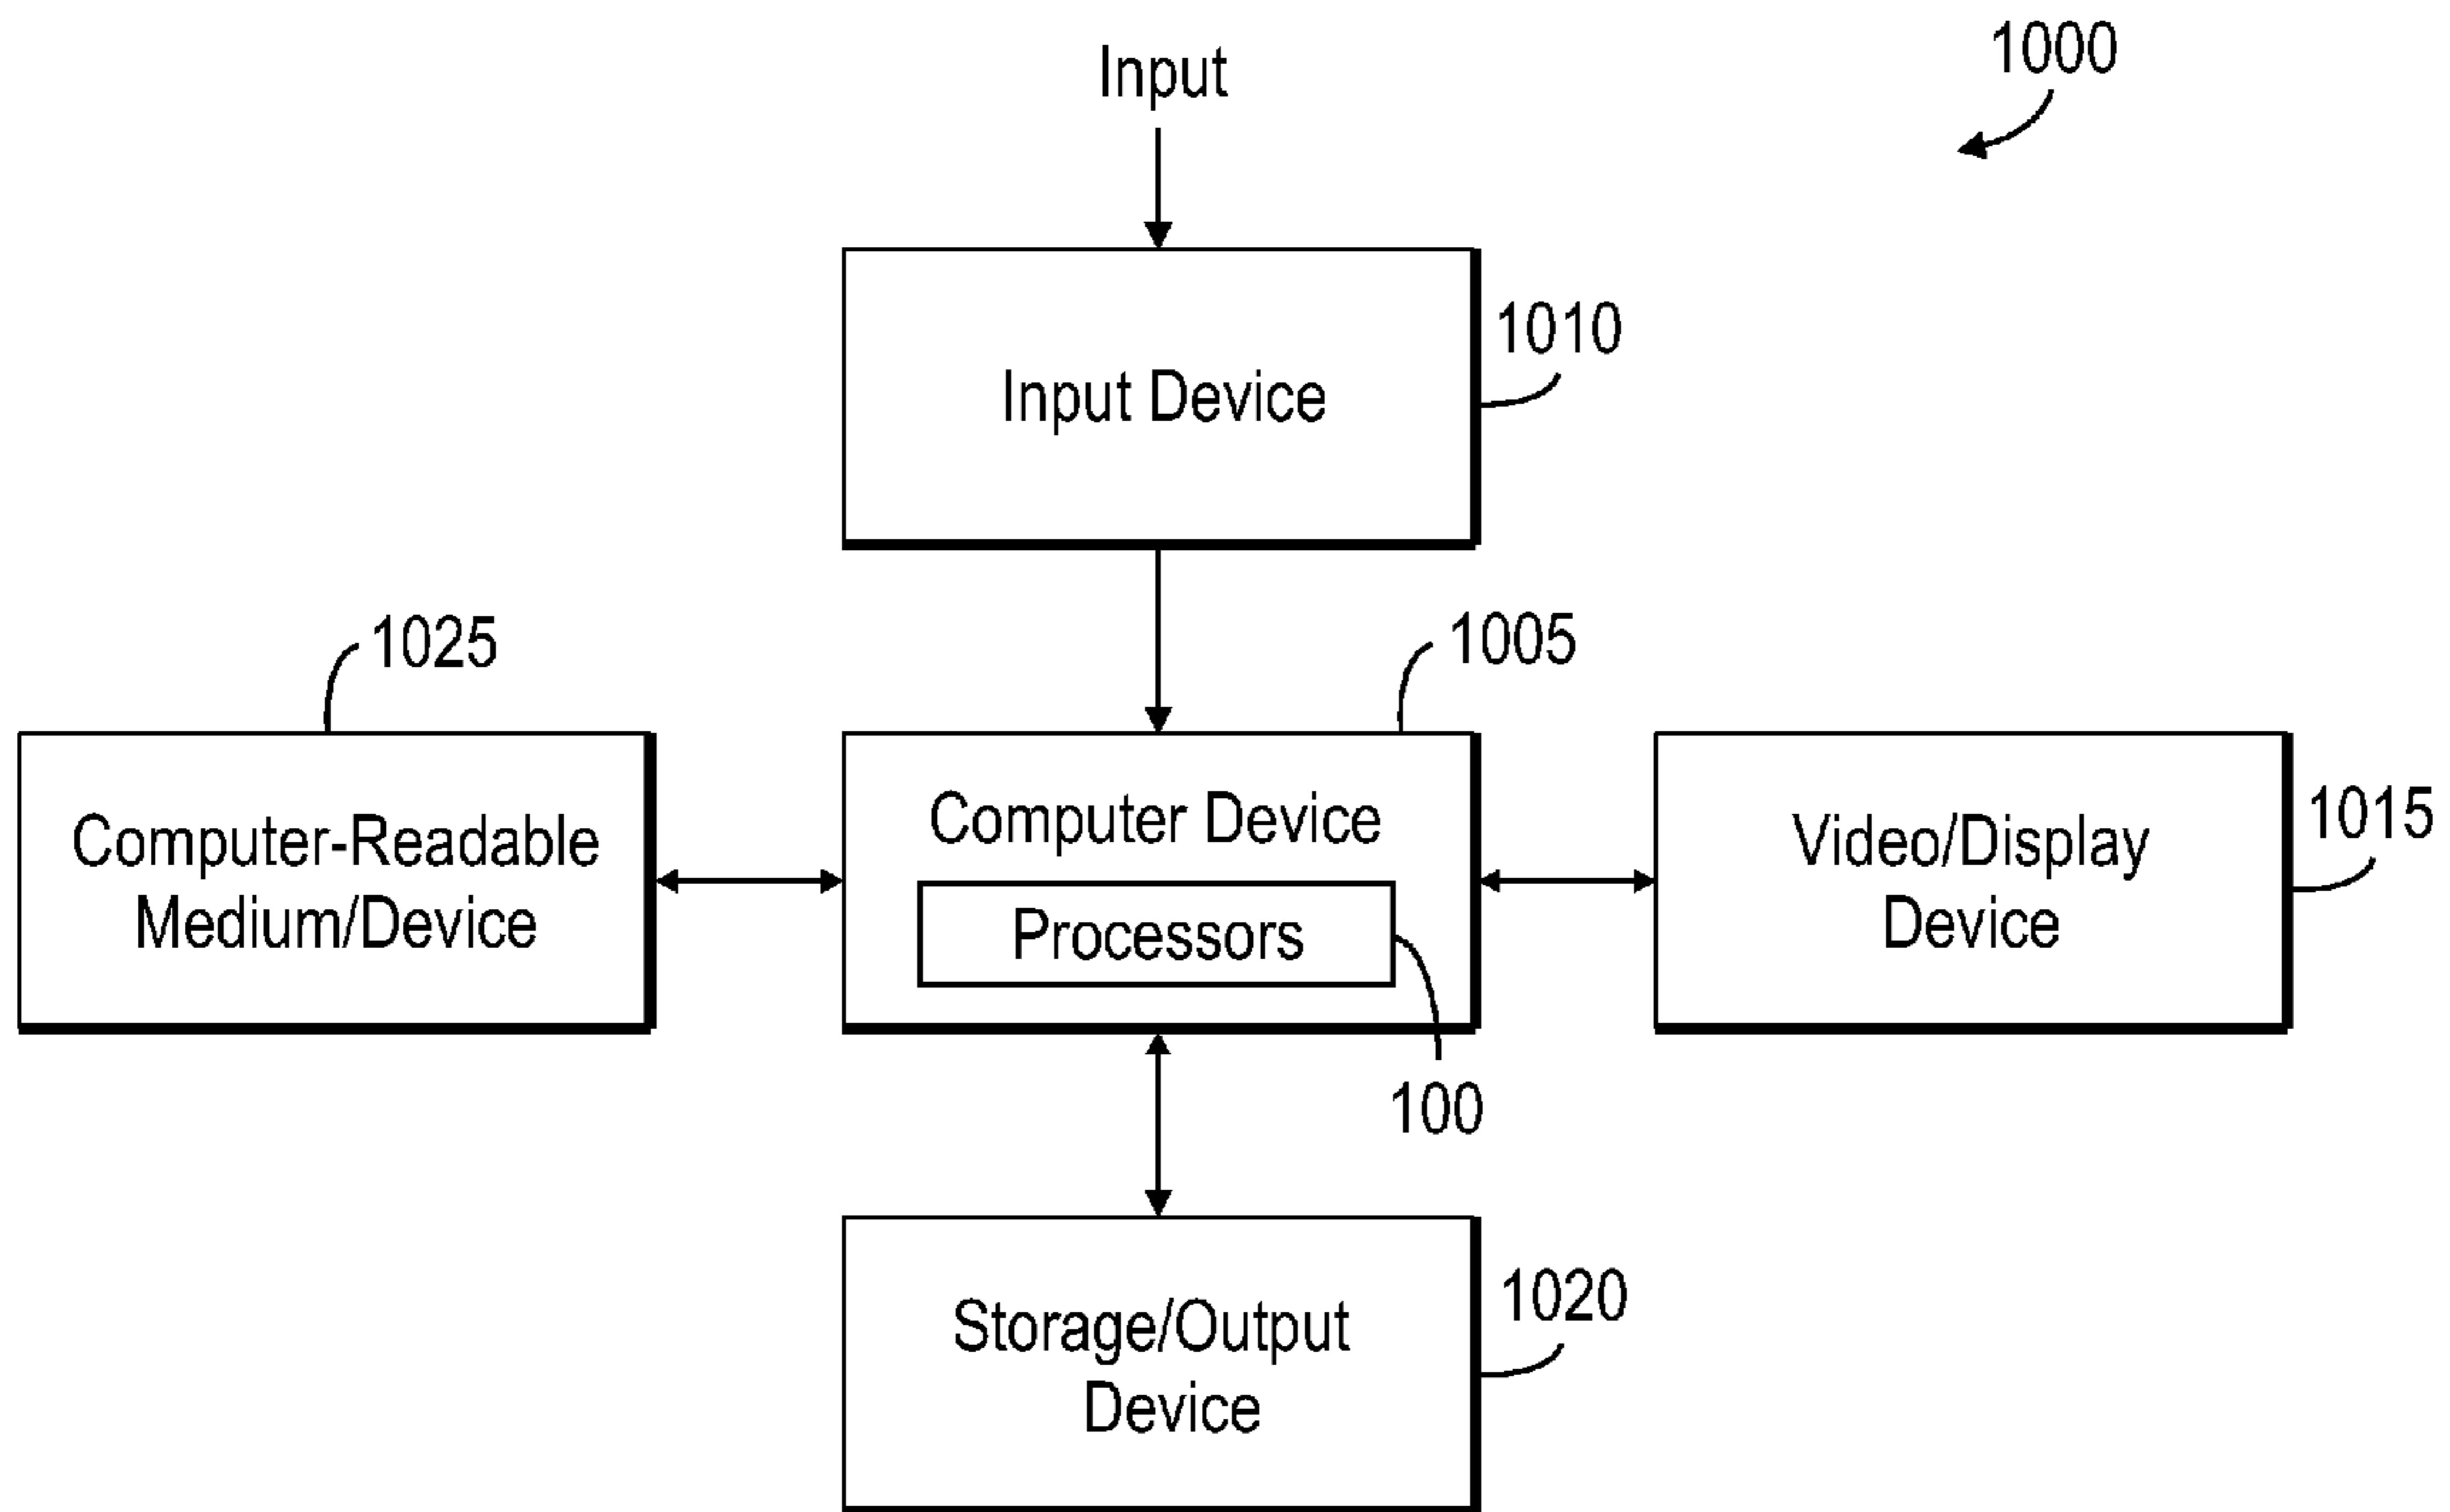 Input
1000
Input Device
1010
1025
1005
Computer-Readable
Medium/Device
Computer Device
Processors
100
Video/Display
Device
1015
Storage/Output
Device
1020